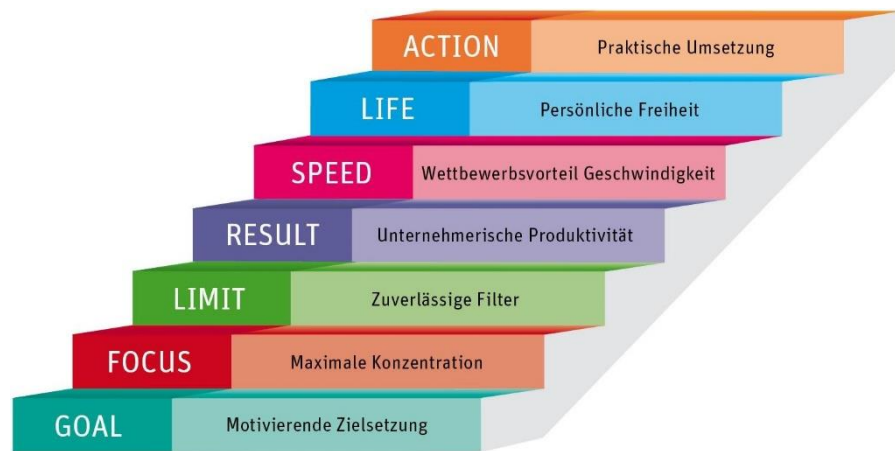 ACTION Praktische Umsetzung
LIFE Persönliche Freiheit
SPEED Wettbewerbsvorteil Geschwindigkeit
RESULT Unternehmerische Produktivität
LIMIT Zuverlässige Filter
FOCUS Maximale Konzentration
GOAL Motivierende Zielsetzung